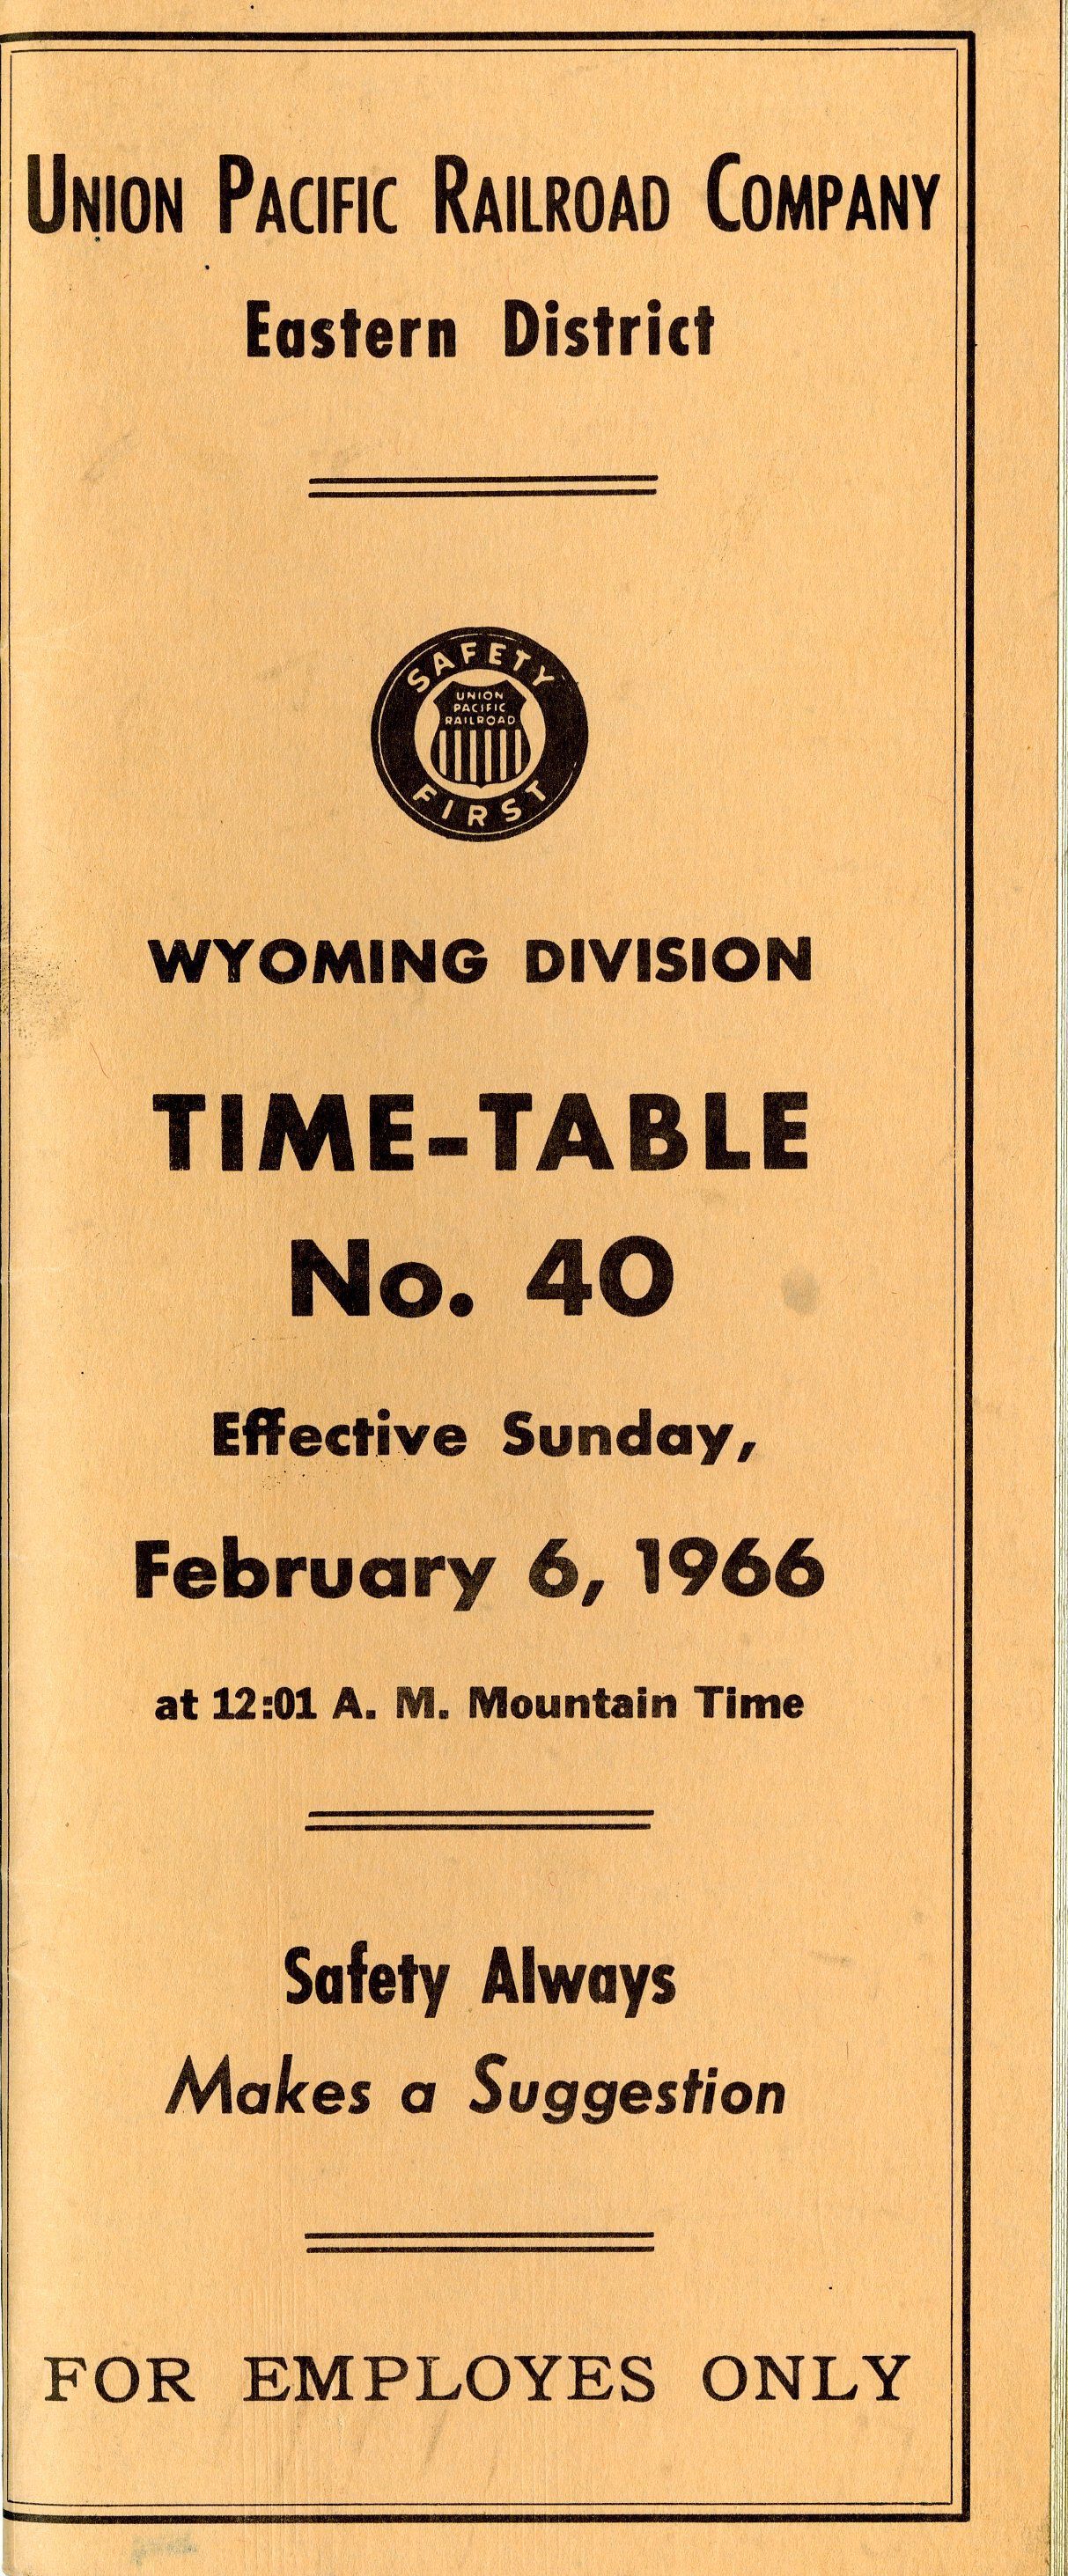 UNION PACIFIC RAILROAD COMPANY
Eastern District
SAFETY
UNION
PACIFIC
RAILROAD
FIRST
WYOMING DIVISION
TIME-TABLE
No. 40
Effective Sunday,
February 6, 1966
at 12:01 A. M. Mountain Time
Safety Always
Makes a Suggestion
FOR EMPLOYES ONLY